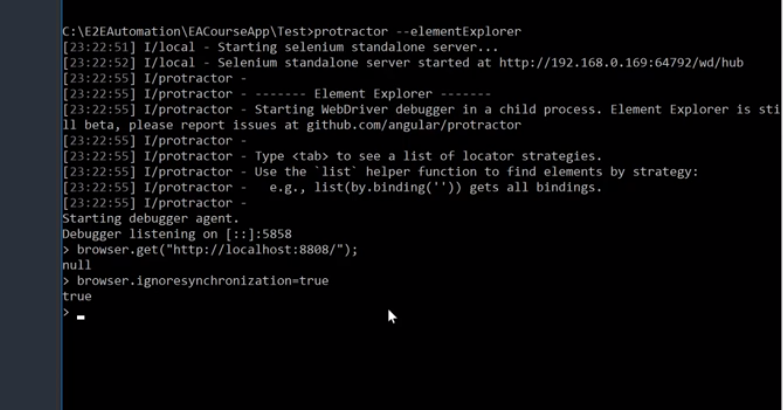 C:\E2EAutomation\EACourseApp\Test>protractor --elementExplorer
[23:22:51] I/local - Starting selenium standalone server...
[23:22:52] I/local - Selenium standalone server started at http://192.168.0.169:64792/wd/hub
[23:22:55] I/protractor -
[23:22:55] I/protractor - ------- Element Explorer -------
[23:22:55] I/protractor - Starting WebDriver debugger in a child process. Element Explorer is sti
ll beta, please report issues at github.com/angular/protractor
[23:22:55] I/protractor -
[23:22:55] I/protractor - Type <tab> to see a list of locator strategies.
[23:22:55] I/protractor - Use the `list` helper function to find elements by strategy:
[23:22:55] I/protractor -   e.g., list(by.binding('')) gets all bindings.
[23:22:55] I/protractor -
Starting debugger agent.
Debugger listening on [::]:5858
> browser.get("http://localhost:8808/");
null
> browser.ignoresynchronization=true
true
>